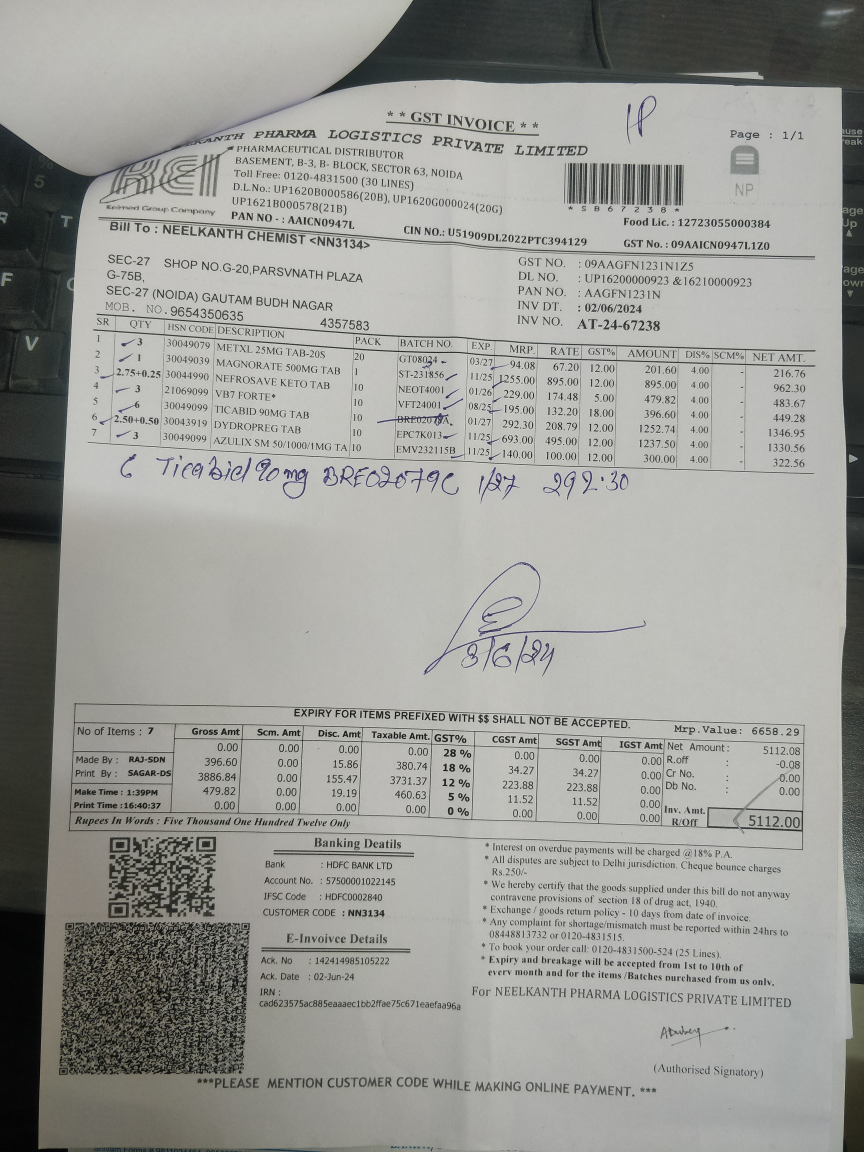 ** GST INVOICE **
IP
Page : 1/1
KANTH PHARMA LOGISTICS PRIVATE LIMITED
PHARMACEUTICAL DISTRIBUTOR
BASEMENT, B-3, B- BLOCK, SECTOR 63, NOIDA
Toll Free: 0120-4831500 (30 LINES)
D.L.No.: UP1620B000586(20B), UP1620G000024(20G)
UP1621B000578(21B)
PAN NO - : AAICN0947L
KEI
Keimed Group Company
NP
*SB67238*
CIN NO.: U51909DL2022PTC394129
Food Lic. : 12723055000384
GST No. : 09AAICN0947L1Z0
Bill To : NEELKANTH CHEMIST <NN3134>
SEC-27 SHOP NO.G-20,PARSVNATH PLAZA
G-75B,
SEC-27 (NOIDA) GAUTAM BUDH NAGAR
MOB. NO.9654350635 4357583
GST NO. : 09AAGFN1231N1Z5
DL NO. : UP16200000923 &16210000923
PAN NO. : AAGFN1231N
INV DT. : 02/06/2024
INV NO. AT-24-67238
SR QTY HSN CODE DESCRIPTION PACK BATCH NO. EXP. MRP. RATE GST% AMOUNT DIS% SCM% NET AMT.
1 3 30049079 METXL 25MG TAB-20S 20 GT08024 03/27 94.08 67.20 12.00 201.60 4.00 - 216.76
2 1 30049039 MAGNORATE 500MG TAB 1 ST-231856 11/25 1255.00 895.00 12.00 895.00 4.00 - 962.30
3 2.75+0.25 30044990 NEFROSAVE KETO TAB 10 NEOT4001 01/26 229.00 174.48 5.00 479.82 4.00 - 483.67
4 3 21069099 VB7 FORTE* 10 VFT24001 08/25 195.00 132.20 18.00 396.60 4.00 - 449.28
5 6 30049099 TICABID 90MG TAB 10 BRE02079A 01/27 292.30 208.79 12.00 1252.74 4.00 - 1346.95
6 2.50+0.50 30043919 DYDROPREG TAB 10 EPC7K013 11/25 693.00 495.00 12.00 1237.50 4.00 - 1330.56
7 3 30049099 AZULIX SM 50/1000/1MG TA 10 EMV232115B 11/25 140.00 100.00 12.00 300.00 4.00 - 322.56
6 Ticabid 90mg BRE02079C 1/27 292.30
3/6/24
EXPIRY FOR ITEMS PREFIXED WITH $$ SHALL NOT BE ACCEPTED.
No of Items : 7
Made By : RAJ-SDN
Print By : SAGAR-DS
Make Time : 1:39PM
Print Time :16:40:37
Gross Amt Scm. Amt Disc. Amt Taxable Amt. GST% CGST Amt SGST Amt IGST Amt
0.00 0.00 0.00 0.00 28 % 0.00 0.00 0.00
396.60 0.00 15.86 380.74 18 % 34.27 34.27 0.00
3886.84 0.00 155.47 3731.37 12 % 223.88 223.88 0.00
479.82 0.00 19.19 460.63 5 % 11.52 11.52 0.00
0.00 0.00 0.00 0.00 0 % 0.00 0.00 0.00
Mrp.Value: 6658.29
Net Amount : 5112.08
R.off : -0.08
Cr No. : 0.00
Db No. : 0.00
Inv. Amt.
R/Off 5112.00
Rupees In Words : Five Thousand One Hundred Twelve Only
Banking Deatils
Bank : HDFC BANK LTD
Account No. : 57500001022145
IFSC Code : HDFC0002840
CUSTOMER CODE : NN3134
E-Invoivce Details
Ack. No : 142414985105222
Ack. Date : 02-Jun-24
IRN :
cad623575ac885eaaaec1bb2ffae75c671eaefaa96a
* Interest on overdue payments will be charged @18% P.A.
* All disputes are subject to Delhi jurisdiction. Cheque bounce charges
Rs.250/-
* We hereby certify that the goods supplied under this bill do not anyway
contravene provisions of section 18 of drug act, 1940.
* Exchange / goods return policy - 10 days from date of invoice.
* Any complaint for shortage/mismatch must be reported within 24hrs to
08448813732 or 0120-4831515.
* To book your order call: 0120-4831500-524 (25 Lines).
* Expiry and breakage will be accepted from 1st to 10th of
every month and for the items /Batches purchased from us only.
For NEELKANTH PHARMA LOGISTICS PRIVATE LIMITED
(Authorised Signatory)
***PLEASE MENTION CUSTOMER CODE WHILE MAKING ONLINE PAYMENT. ***